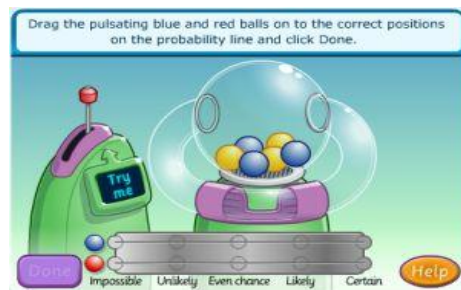 Drag the pulsating blue and red balls on to the correct positions
on the probability line and click Done.
Try
me
Done
Impossible Unlikely Even chance Likely Certain
Help